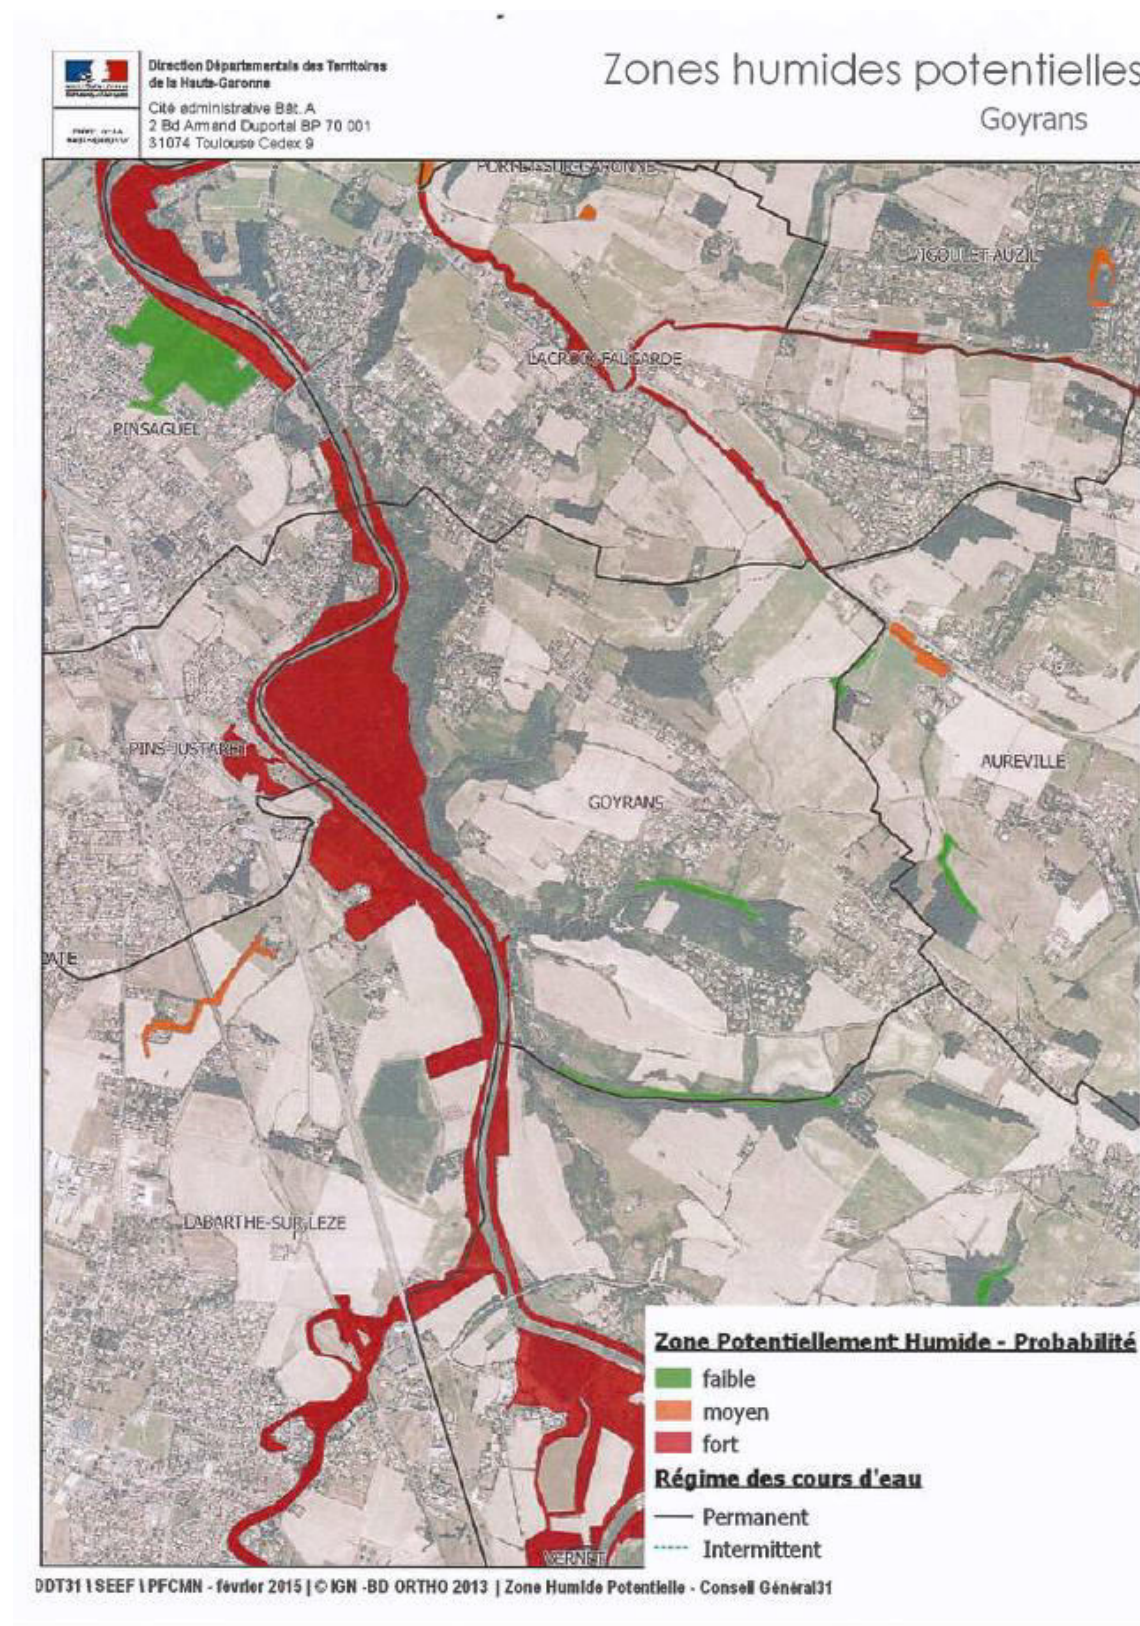 Direction Départementale des Territoires
de la Haute-Garonne
Cité administrative Bât. A
2 Bd Armand Duportal BP 70 001
31074 Toulouse Cedex 9
Zones humides potentielles
Goyrans
PORTET-SUR-GARONNE
VIGOULET-AUZIL
LACROIX-FALGARDE
PINSAGUEL
PINS-JUSTARET
AUREVILLE
GOYRANS
LABARTHE-SUR-LEZE
VERNET
Zone Potentiellement Humide - Probabilité
faible
moyen
fort
Régime des cours d'eau
Permanent
Intermittent
DDT31 \ SEEF \ PFCMN - février 2015 | © IGN -BD ORTHO 2013 | Zone Humide Potentielle - Conseil Général31